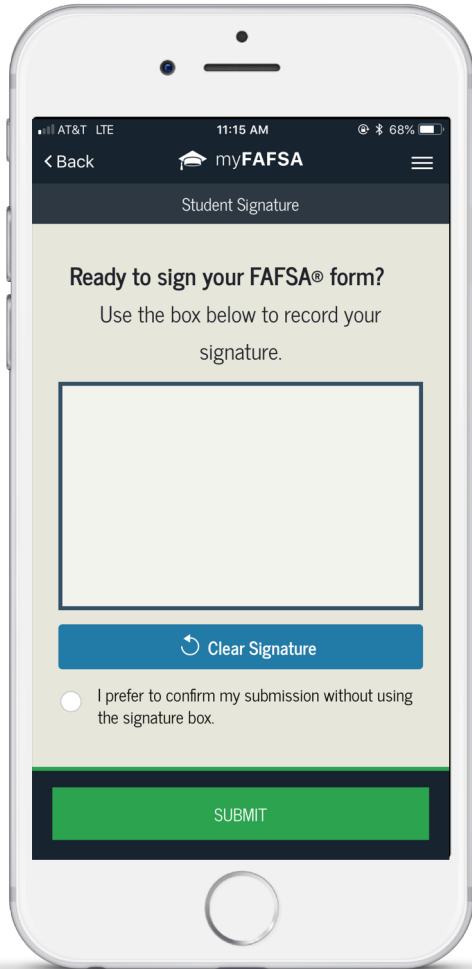 AT&T LTE 11:15 AM 68%
Back myFAFSA
Student Signature
Ready to sign your FAFSA® form?
Use the box below to record your
signature.
Clear Signature
I prefer to confirm my submission without using
the signature box.
SUBMIT